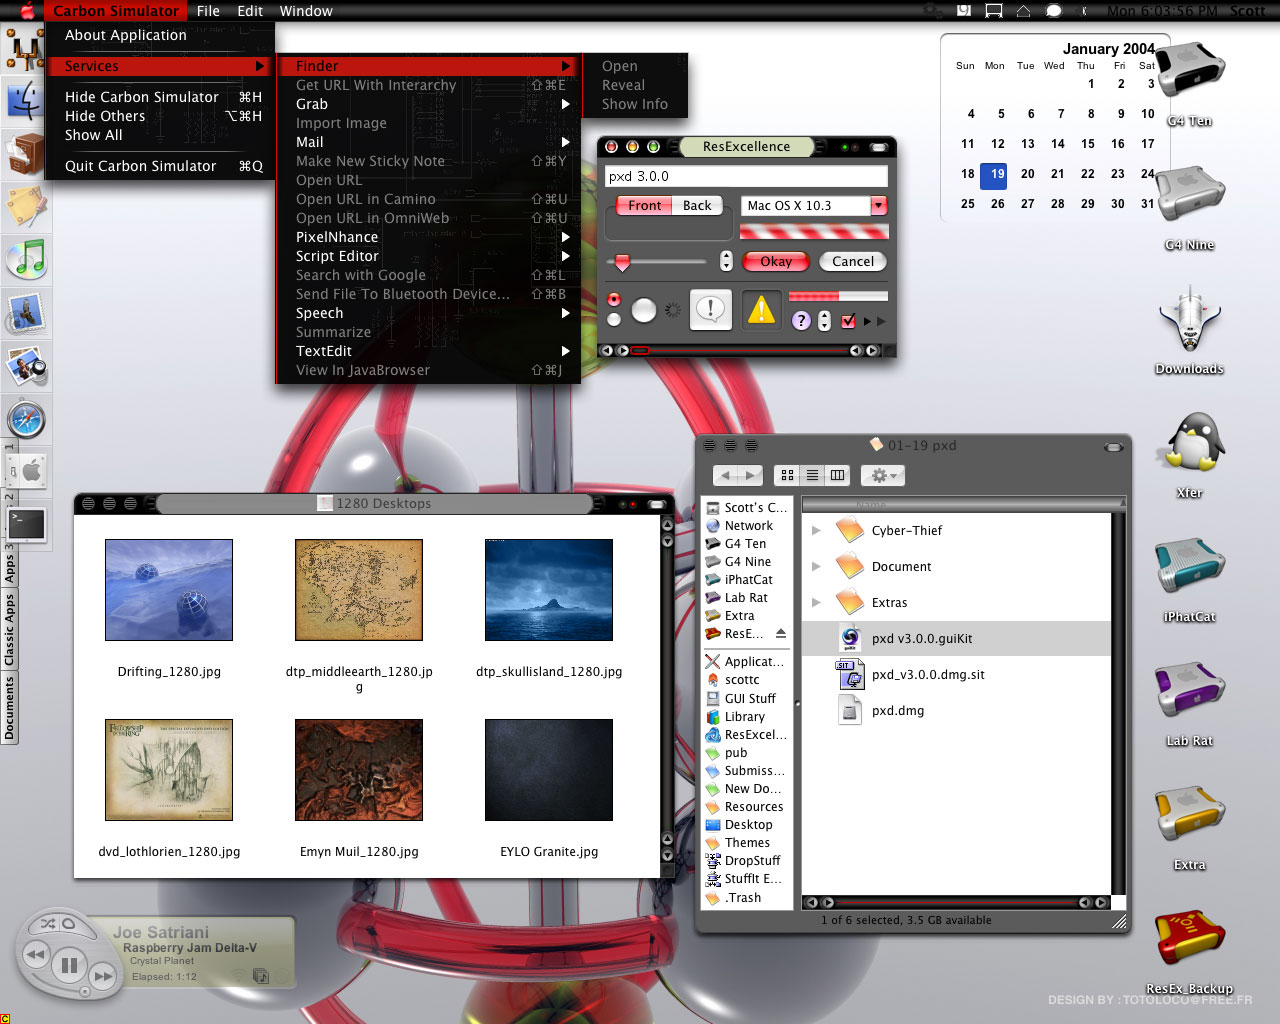 Carbon Simulator File Edit Window
Mon 6:03:56 PM Scott
About Application
Services
Hide Carbon Simulator ⌘H
Hide Others ⌥⌘H
Show All
Quit Carbon Simulator ⌘Q
Finder
Get URL With Interarchy ⇧⌘E
Grab
Import Image
Mail
Make New Sticky Note ⇧⌘Y
Open URL
Open URL in Camino ⇧⌘U
Open URL in OmniWeb ⇧⌘U
PixelNhance
Script Editor
Search with Google ⇧⌘L
Send File To Bluetooth Device... ⇧⌘B
Speech
Summarize
TextEdit
View In JavaBrowser ⇧⌘J
Open
Reveal
Show Info
ResExcellence
pxd 3.0.0
Front Back
Mac OS X 10.3
Okay Cancel
January 2004
Sun Mon Tue Wed Thu Fri Sat
1 2 3
4 5 6 7 8 9 10
11 12 13 14 15 16 17
18 19 20 21 22 23 24
25 26 27 28 29 30 31
G4 Ten
G4 Nine
Downloads
Xfer
iPhatCat
Lab Rat
Extra
ResEx_Backup
1
2
Apps 3
Classic Apps
Documents
1280 Desktops
Drifting_1280.jpg
dtp_middleearth_1280.jp
g
dtp_skullisland_1280.jpg
dvd_lothlorien_1280.jpg
Emyn Muil_1280.jpg
EYLO Granite.jpg
01-19 pxd
Scott's C...
Network
G4 Ten
G4 Nine
iPhatCat
Lab Rat
Extra
ResE...
Applicat...
scottc
GUI Stuff
Library
ResExcel...
pub
Submiss...
New Do...
Resources
Desktop
Themes
DropStuff
StuffIt E...
.Trash
Name
Cyber-Thief
Document
Extras
pxd v3.0.0.guiKit
pxd_v3.0.0.dmg.sit
pxd.dmg
1 of 6 selected, 3.5 GB available
Joe Satriani
Raspberry Jam Delta-V
Crystal Planet
Elapsed: 1:12
DESIGN BY : TOTOLOCO@FREE.FR